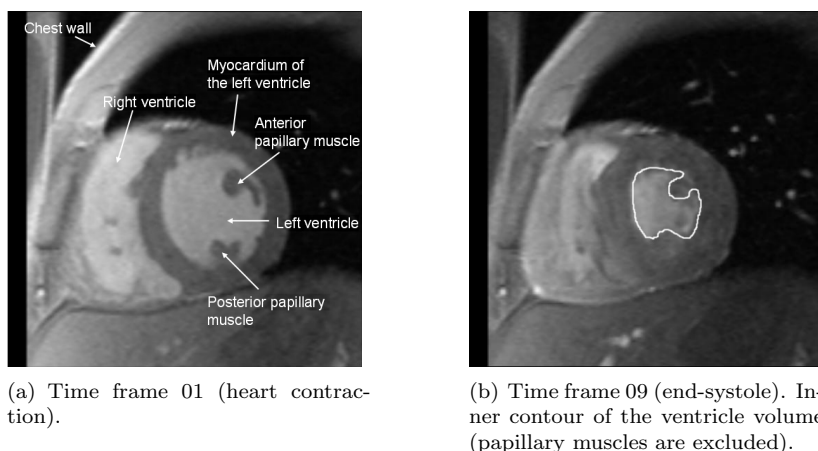 Chest wall
Myocardium of
the left ventricle
Right ventricle
Anterior
papillary muscle
Left ventricle
Posterior papillary
muscle
(a) Time frame 01 (heart contrac-
tion).
(b) Time frame 09 (end-systole). In-
ner contour of the ventricle volume
(papillary muscles are excluded).